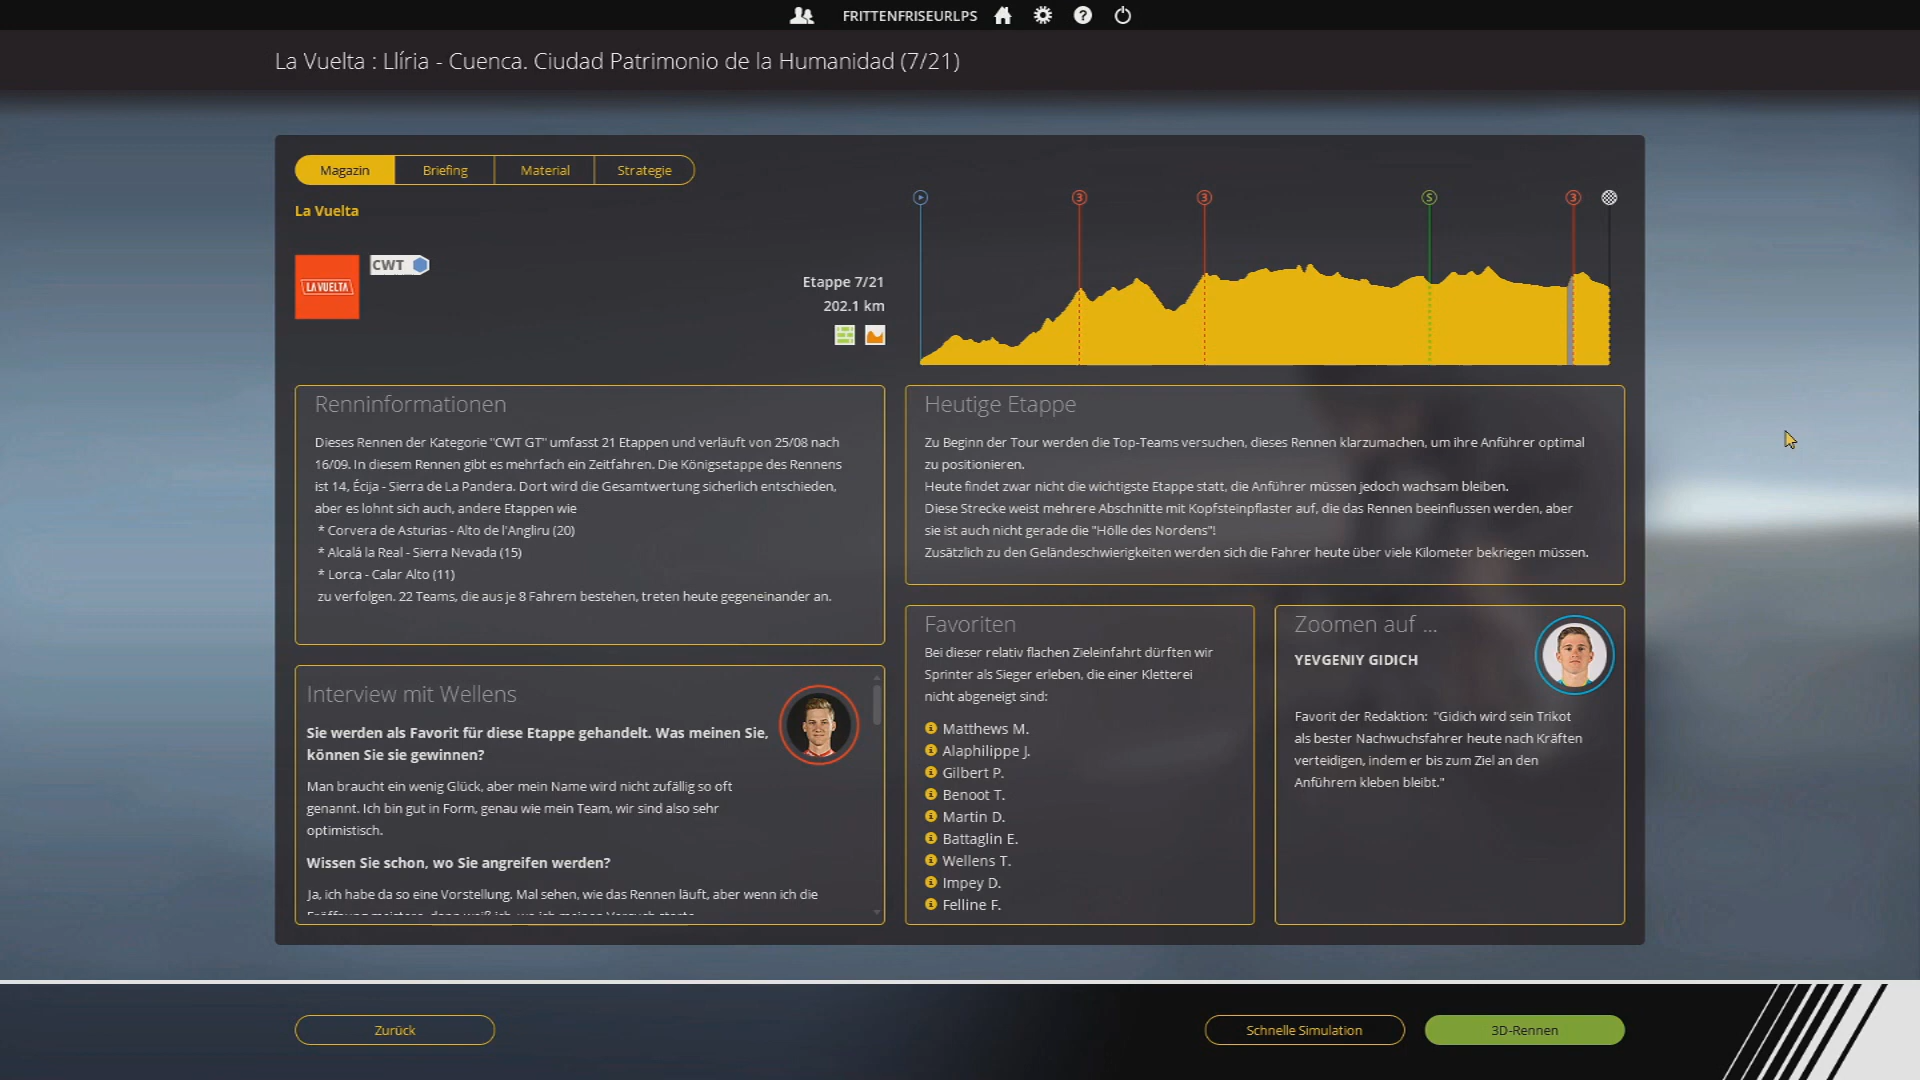 FRITTENFRISEURLPS
La Vuelta : Llíria - Cuenca. Ciudad Patrimonio de la Humanidad (7/21)
Magazin Briefing Material Strategie
La Vuelta
LA VUELTA
CWT
Etappe 7/21
202.1 km
3 3 S 3
Renninformationen
Dieses Rennen der Kategorie "CWT GT" umfasst 21 Etappen und verläuft von 25/08 nach
16/09. In diesem Rennen gibt es mehrfach ein Zeitfahren. Die Königsetappe des Rennens
ist 14, Écija - Sierra de La Pandera. Dort wird die Gesamtwertung sicherlich entschieden,
aber es lohnt sich auch, andere Etappen wie
* Corvera de Asturias - Alto de l'Angliru (20)
* Alcalá la Real - Sierra Nevada (15)
* Lorca - Calar Alto (11)
zu verfolgen. 22 Teams, die aus je 8 Fahrern bestehen, treten heute gegeneinander an.
Heutige Etappe
Zu Beginn der Tour werden die Top-Teams versuchen, dieses Rennen klarzumachen, um ihre Anführer optimal
zu positionieren.
Heute findet zwar nicht die wichtigste Etappe statt, die Anführer müssen jedoch wachsam bleiben.
Diese Strecke weist mehrere Abschnitte mit Kopfsteinpflaster auf, die das Rennen beeinflussen werden, aber
sie ist auch nicht gerade die "Hölle des Nordens"!
Zusätzlich zu den Geländeschwierigkeiten werden sich die Fahrer heute über viele Kilometer bekriegen müssen.
Interview mit Wellens
Sie werden als Favorit für diese Etappe gehandelt. Was meinen Sie,
können Sie sie gewinnen?
Man braucht ein wenig Glück, aber mein Name wird nicht zufällig so oft
genannt. Ich bin gut in Form, genau wie mein Team, wir sind also sehr
optimistisch.
Wissen Sie schon, wo Sie angreifen werden?
Ja, ich habe da so eine Vorstellung. Mal sehen, wie das Rennen läuft, aber wenn ich die
Favoriten
Bei dieser relativ flachen Zieleinfahrt dürften wir
Sprinter als Sieger erleben, die einer Kletterei
nicht abgeneigt sind:
Matthews M.
Alaphilippe J.
Gilbert P.
Benoot T.
Martin D.
Battaglin E.
Wellens T.
Impey D.
Felline F.
Zoomen auf ...
YEVGENIY GIDICH
Favorit der Redaktion: "Gidich wird sein Trikot
als bester Nachwuchsfahrer heute nach Kräften
verteidigen, indem er bis zum Ziel an den
Anführern kleben bleibt."
Zurück
Schnelle Simulation
3D-Rennen